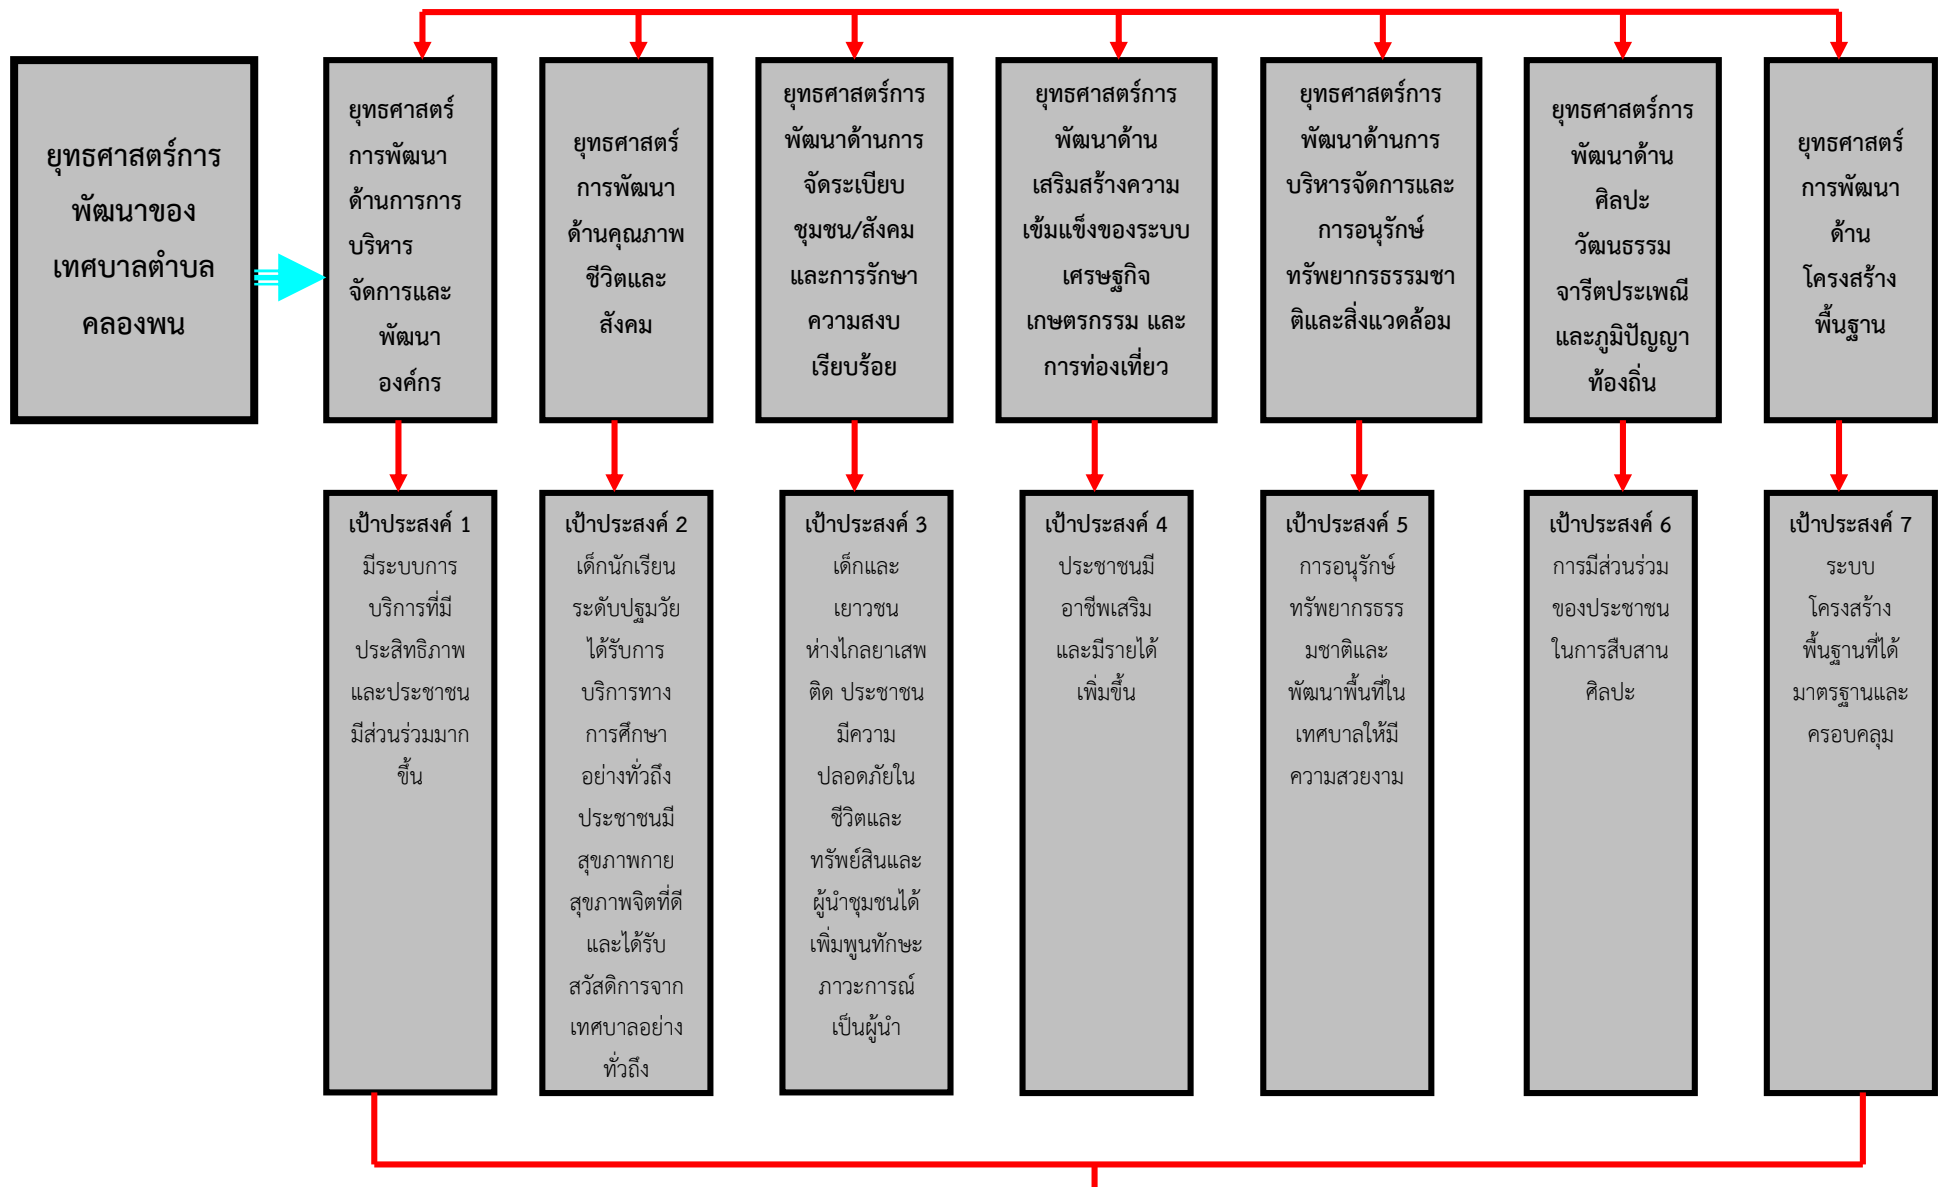 ยุทธศาสตร์การ
พัฒนาของ
เทศบาลตำบล
คลองพน
ยุทธศาสตร์
การพัฒนา
ด้านการการ
บริหาร
จัดการและ
พัฒนา
องค์กร
ยุทธศาสตร์
การพัฒนา
ด้านคุณภาพ
ชีวิตและ
สังคม
ยุทธศาสตร์การ
พัฒนาด้านการ
จัดระเบียบ
ชุมชน/สังคม
และการรักษา
ความสงบ
เรียบร้อย
ยุทธศาสตร์การ
พัฒนาด้าน
เสริมสร้างความ
เข้มแข็งของระบบ
เศรษฐกิจ
เกษตรกรรม และ
การท่องเที่ยว
ยุทธศาสตร์การ
พัฒนาด้านการ
บริหารจัดการและ
การอนุรักษ์
ทรัพยากรธรรมชา
ติและสิ่งแวดล้อม
ยุทธศาสตร์การ
พัฒนาด้าน
ศิลปะ
วัฒนธรรม
จารีตประเพณี
และภูมิปัญญา
ท้องถิ่น
ยุทธศาสตร์
การพัฒนา
ด้าน
โครงสร้าง
พื้นฐาน
เป้าประสงค์ 1
มีระบบการ
บริการที่มี
ประสิทธิภาพ
และประชาชน
มีส่วนร่วมมาก
ขึ้น
เป้าประสงค์ 2
เด็กนักเรียน
ระดับปฐมวัย
ได้รับการ
บริการทาง
การศึกษา
อย่างทั่วถึง
ประชาชนมี
สุขภาพกาย
สุขภาพจิตที่ดี
และได้รับ
สวัสดิการจาก
เทศบาลอย่าง
ทั่วถึง
เป้าประสงค์ 3
เด็กและ
เยาวชน
ห่างไกลยาเสพ
ติด ประชาชน
มีความ
ปลอดภัยใน
ชีวิตและ
ทรัพย์สินและ
ผู้นำชุมชนได้
เพิ่มพูนทักษะ
ภาวะการณ์
เป็นผู้นำ
เป้าประสงค์ 4
ประชาชนมี
อาชีพเสริม
และมีรายได้
เพิ่มขึ้น
เป้าประสงค์ 5
การอนุรักษ์
ทรัพยากรธรร
มชาติและ
พัฒนาพื้นที่ใน
เทศบาลให้มี
ความสวยงาม
เป้าประสงค์ 6
การมีส่วนร่วม
ของประชาชน
ในการสืบสาน
ศิลปะ
เป้าประสงค์ 7
ระบบ
โครงสร้าง
พื้นฐานที่ได้
มาตรฐานและ
ครอบคลุม